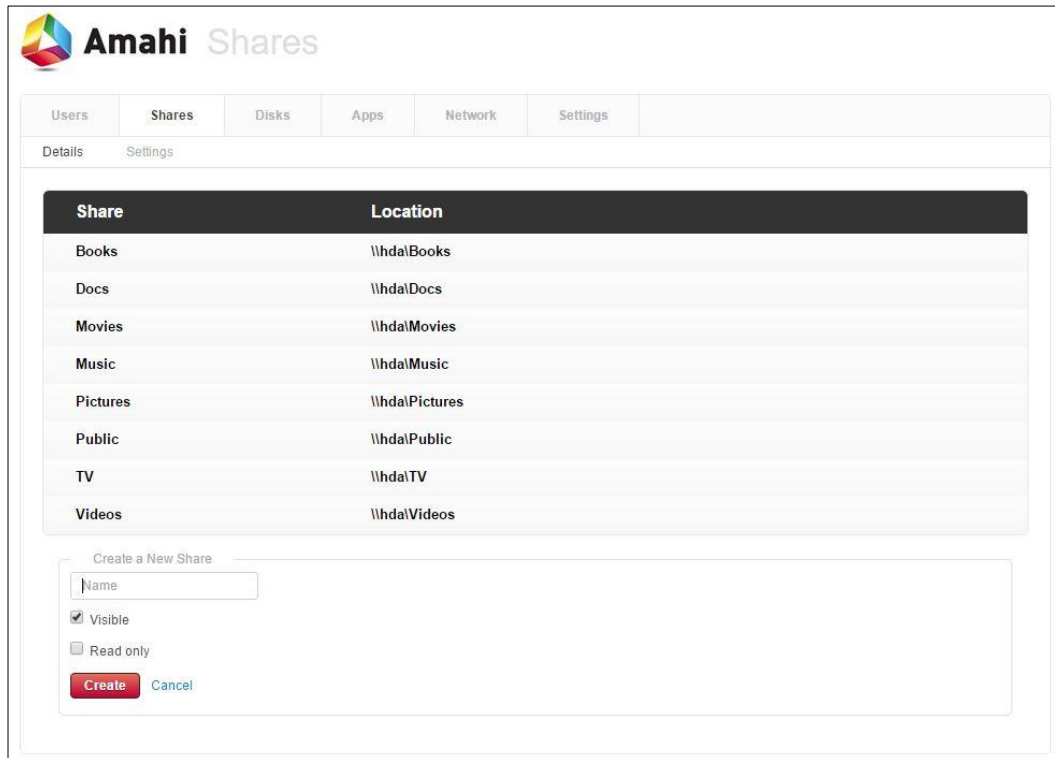 Amahi Shares
Users Shares Disks Apps Network Settings
Details Settings
Share Location
Books \\hda\Books
Docs \\hda\Docs
Movies \\hda\Movies
Music \\hda\Music
Pictures \\hda\Pictures
Public \\hda\Public
TV \\hda\TV
Videos \\hda\Videos
Create a New Share
Name
Visible
Read only
Create Cancel